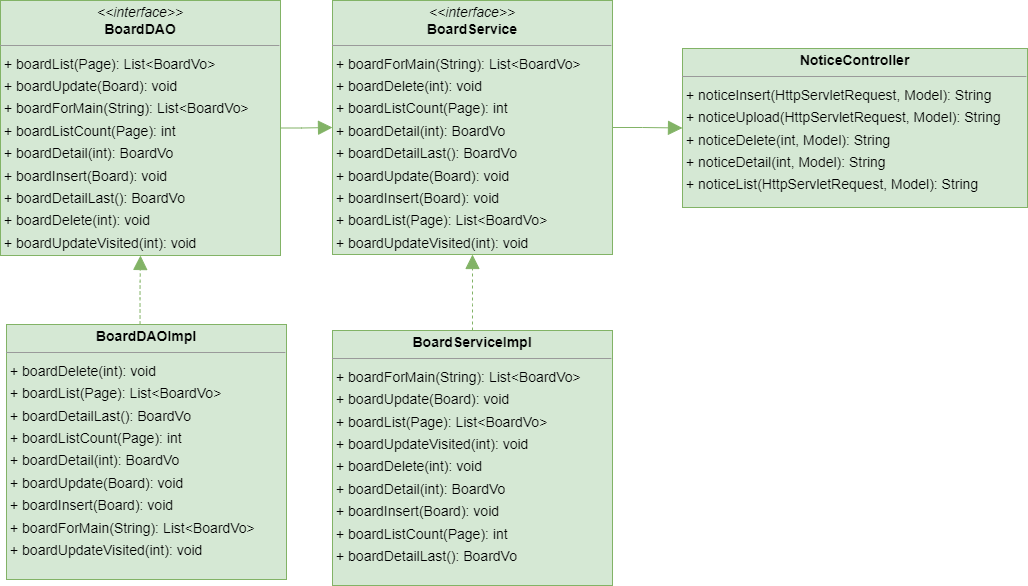 <<interface>>
BoardDAO
+ boardList(Page): List<BoardVo>
+ boardUpdate(Board): void
+ boardForMain(String): List<BoardVo>
+ boardListCount(Page): int
+ boardDetail(int): BoardVo
+ boardInsert(Board): void
+ boardDetailLast(): BoardVo
+ boardDelete(int): void
+ boardUpdateVisited(int): void
<<interface>>
BoardService
+ boardForMain(String): List<BoardVo>
+ boardDelete(int): void
+ boardListCount(Page): int
+ boardDetail(int): BoardVo
+ boardDetailLast(): BoardVo
+ boardUpdate(Board): void
+ boardInsert(Board): void
+ boardList(Page): List<BoardVo>
+ boardUpdateVisited(int): void
NoticeController
+ noticeInsert(HttpServletRequest, Model): String
+ noticeUpload(HttpServletRequest, Model): String
+ noticeDelete(int, Model): String
+ noticeDetail(int, Model): String
+ noticeList(HttpServletRequest, Model): String
BoardDAOImpl
+ boardDelete(int): void
+ boardList(Page): List<BoardVo>
+ boardDetailLast(): BoardVo
+ boardListCount(Page): int
+ boardDetail(int): BoardVo
+ boardUpdate(Board): void
+ boardInsert(Board): void
+ boardForMain(String): List<BoardVo>
+ boardUpdateVisited(int): void
BoardServiceImpl
+ boardForMain(String): List<BoardVo>
+ boardUpdate(Board): void
+ boardList(Page): List<BoardVo>
+ boardUpdateVisited(int): void
+ boardDelete(int): void
+ boardDetail(int): BoardVo
+ boardInsert(Board): void
+ boardListCount(Page): int
+ boardDetailLast(): BoardVo